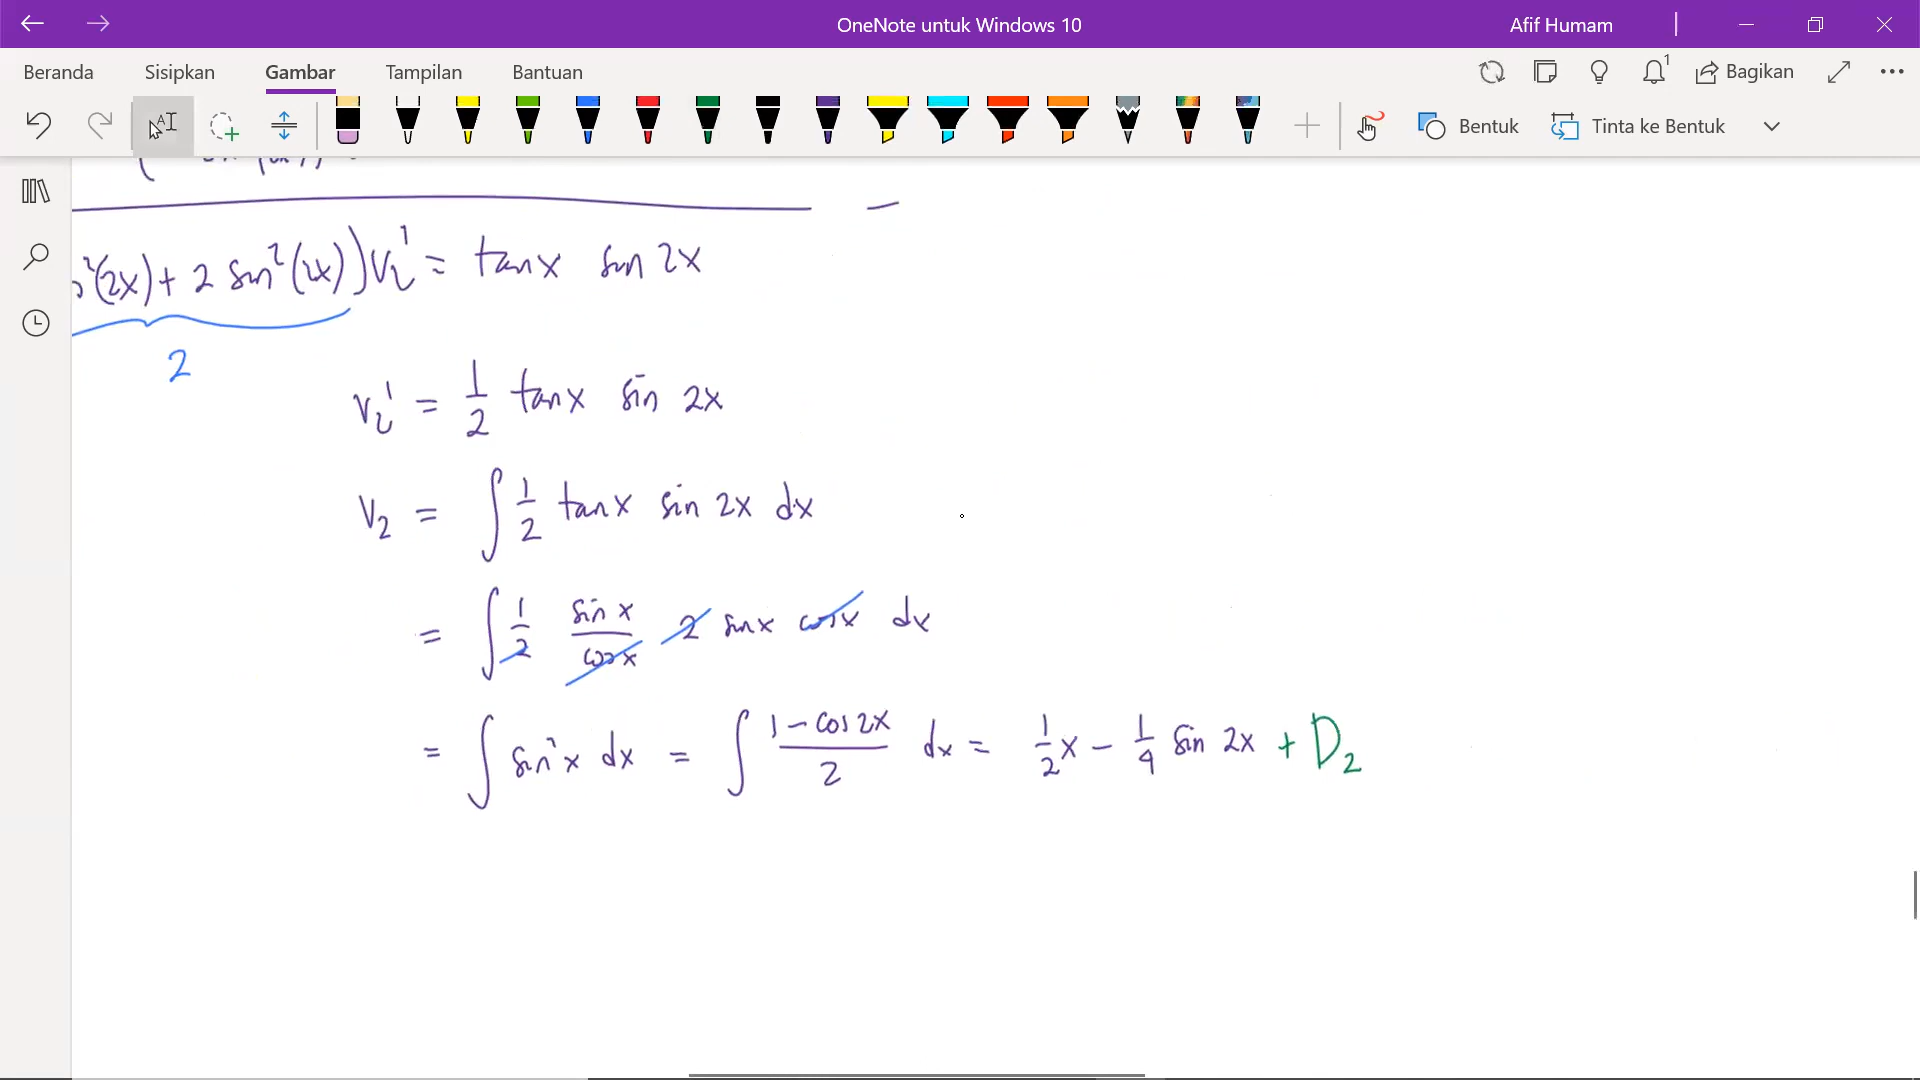 OneNote untuk Windows 10
Afif Humam
Beranda Sisipkan Gambar Tampilan Bantuan
1
Bagikan
Bentuk
Tinta ke Bentuk
²(2x) + 2 sin²(2x)) v₂' = tan x sin 2x
2
v₂' = 1/2 tan x sin 2x
V₂ = ∫ 1/2 tan x sin 2x dx
= ∫ 1/2 sin x/cos x 2 sin x cos x dx
= ∫ sin² x dx = ∫ (1 - cos 2x)/2 dx = 1/2 x - 1/4 sin 2x + D₂